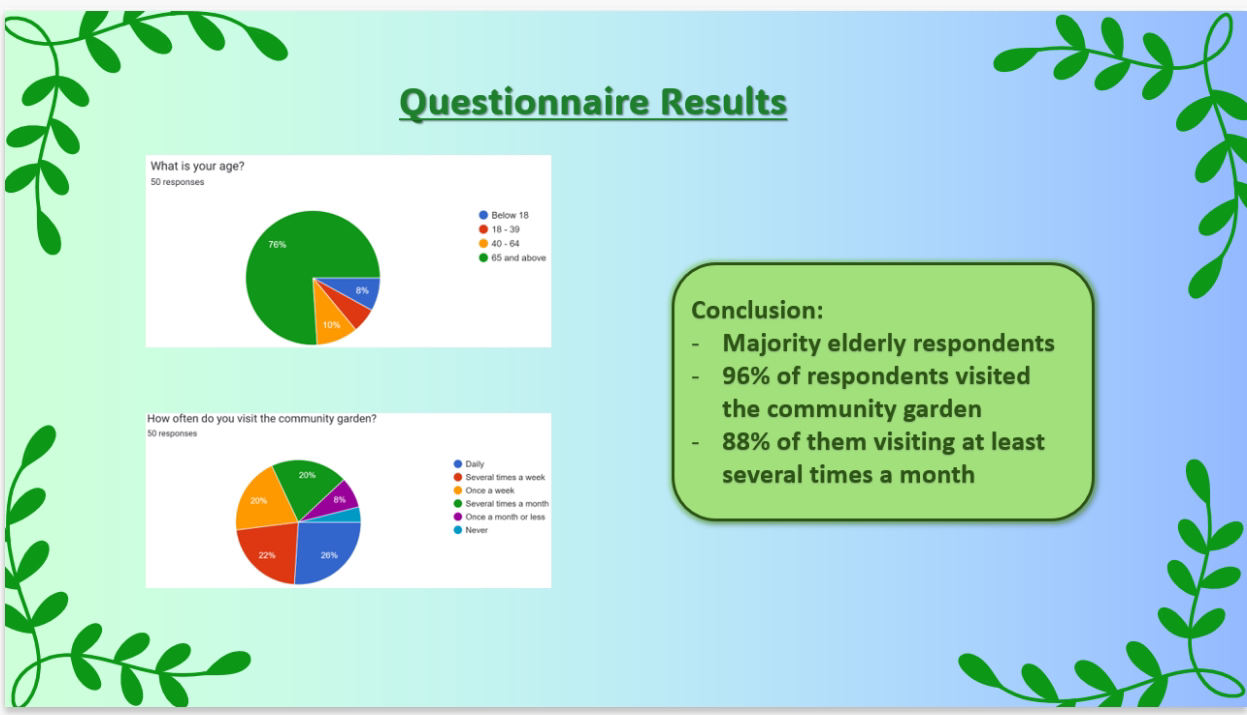 Questionnaire Results
What is your age?
50 responses
76%
8%
10%
Below 18
18 - 39
40 - 64
65 and above
How often do you visit the community garden?
50 responses
20%
20%
8%
22%
26%
Daily
Several times a week
Once a week
Several times a month
Once a month or less
Never
Conclusion:
- Majority elderly respondents
- 96% of respondents visited
the community garden
- 88% of them visiting at least
several times a month